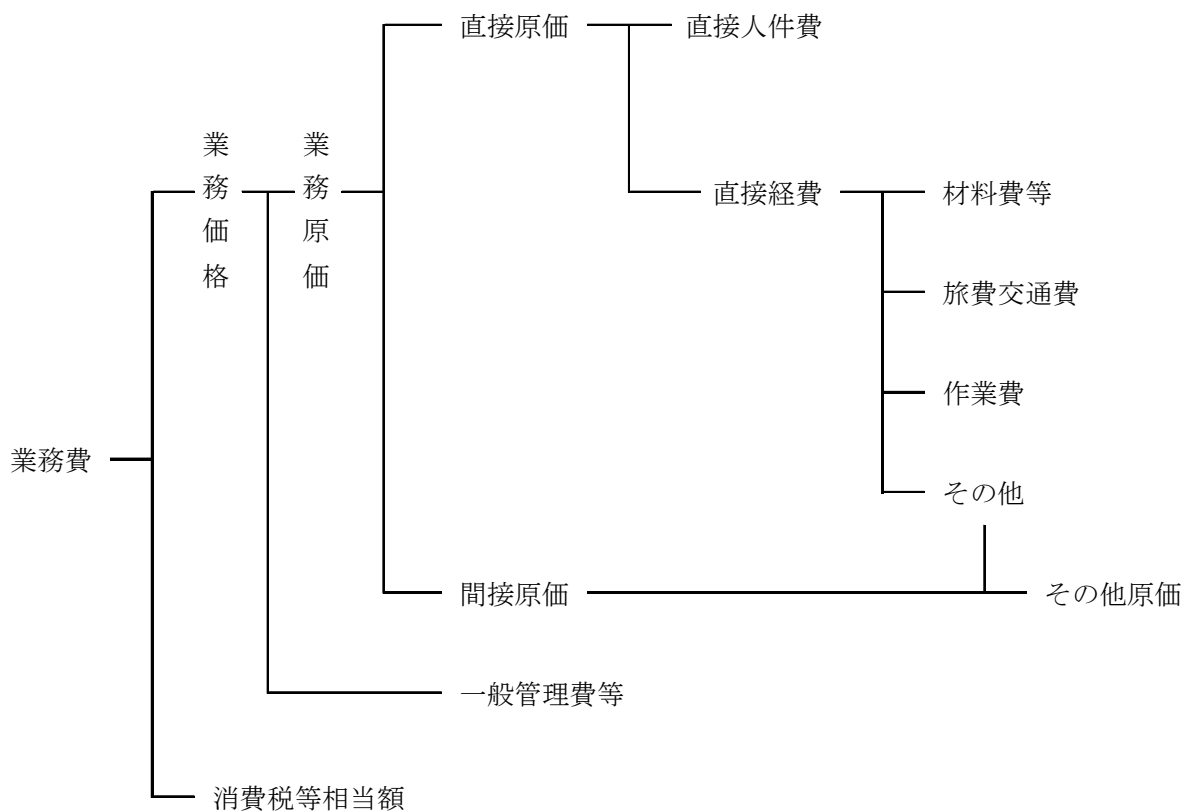 直接原価
直接人件費
業務価格
業務原価
直接経費
材料費等
旅費交通費
作業費
業務費
その他
間接原価
その他原価
一般管理費等
消費税等相当額